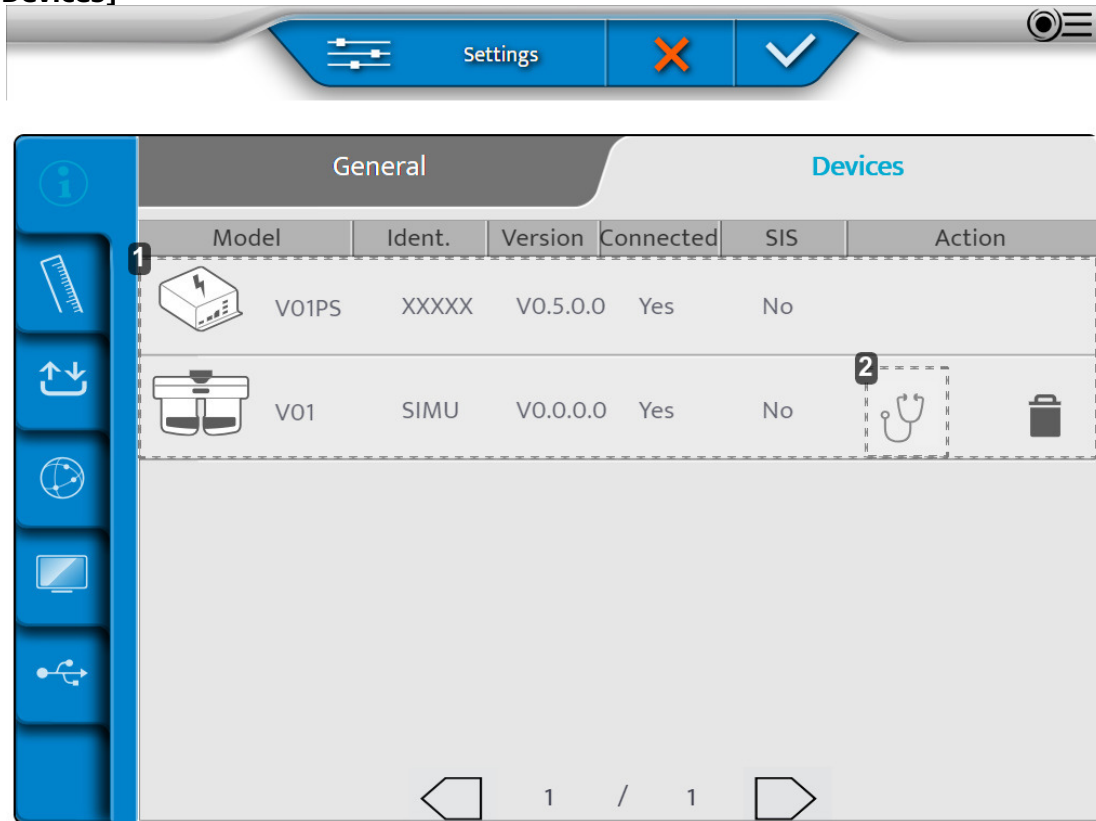 Devices]
Settings
General Devices
Model Ident. Version Connected SIS Action
1
V01PS XXXXX V0.5.0.0 Yes No
2
V01 SIMU V0.0.0.0 Yes No
1 / 1